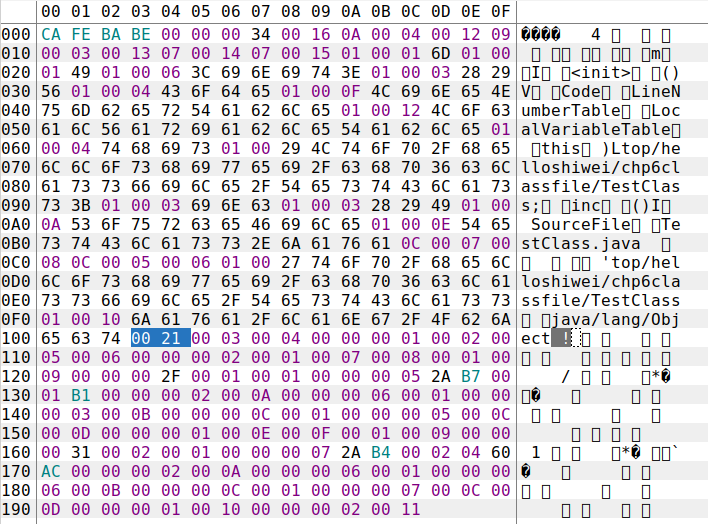 00 01 02 03 04 05 06 07 08 09 0A 0B 0C 0D 0E 0F
000 CA FE BA BE 00 00 00 34 00 16 0A 00 04 00 12 09 ���� 4
010 00 03 00 13 07 00 14 07 00 15 01 00 01 6D 01 00 m
020 01 49 01 00 06 3C 69 6E 69 74 3E 01 00 03 28 29 I <init> ()
030 56 01 00 04 43 6F 64 65 01 00 0F 4C 69 6E 65 4E V Code LineN
040 75 6D 62 65 72 54 61 62 6C 65 01 00 12 4C 6F 63 umberTable Loc
050 61 6C 56 61 72 69 61 62 6C 65 54 61 62 6C 65 01 alVariableTable
060 00 04 74 68 69 73 01 00 29 4C 74 6F 70 2F 68 65 this )Ltop/he
070 6C 6C 6F 73 68 69 77 65 69 2F 63 68 70 36 63 6C lloshiwei/chp6cl
080 61 73 73 66 69 6C 65 2F 54 65 73 74 43 6C 61 73 assfile/TestClas
090 73 3B 01 00 03 69 6E 63 01 00 03 28 29 49 01 00 s; inc ()I
0A0 0A 53 6F 75 72 63 65 46 69 6C 65 01 00 0E 54 65 SourceFile Te
0B0 73 74 43 6C 61 73 73 2E 6A 61 76 61 0C 00 07 00 stClass.java
0C0 08 0C 00 05 00 06 01 00 27 74 6F 70 2F 68 65 6C 'top/hel
0D0 6C 6F 73 68 69 77 65 69 2F 63 68 70 36 63 6C 61 loshiwei/chp6cla
0E0 73 73 66 69 6C 65 2F 54 65 73 74 43 6C 61 73 73 ssfile/TestClass
0F0 01 00 10 6A 61 76 61 2F 6C 61 6E 67 2F 4F 62 6A java/lang/Obj
100 65 63 74 00 21 00 03 00 04 00 00 00 01 00 02 00 ect !
110 05 00 06 00 00 00 02 00 01 00 07 00 08 00 01 00
120 09 00 00 00 2F 00 01 00 01 00 00 00 05 2A B7 00 / *�
130 01 B1 00 00 00 02 00 0A 00 00 00 06 00 01 00 00 �
140 00 03 00 0B 00 00 00 0C 00 01 00 00 00 05 00 0C
150 00 0D 00 00 00 01 00 0E 00 0F 00 01 00 09 00 00
160 00 31 00 02 00 01 00 00 00 07 2A B4 00 02 04 60 1 *� `
170 AC 00 00 00 02 00 0A 00 00 00 06 00 01 00 00 00 �
180 06 00 0B 00 00 00 0C 00 01 00 00 00 07 00 0C 00
190 0D 00 00 00 01 00 10 00 00 00 02 00 11